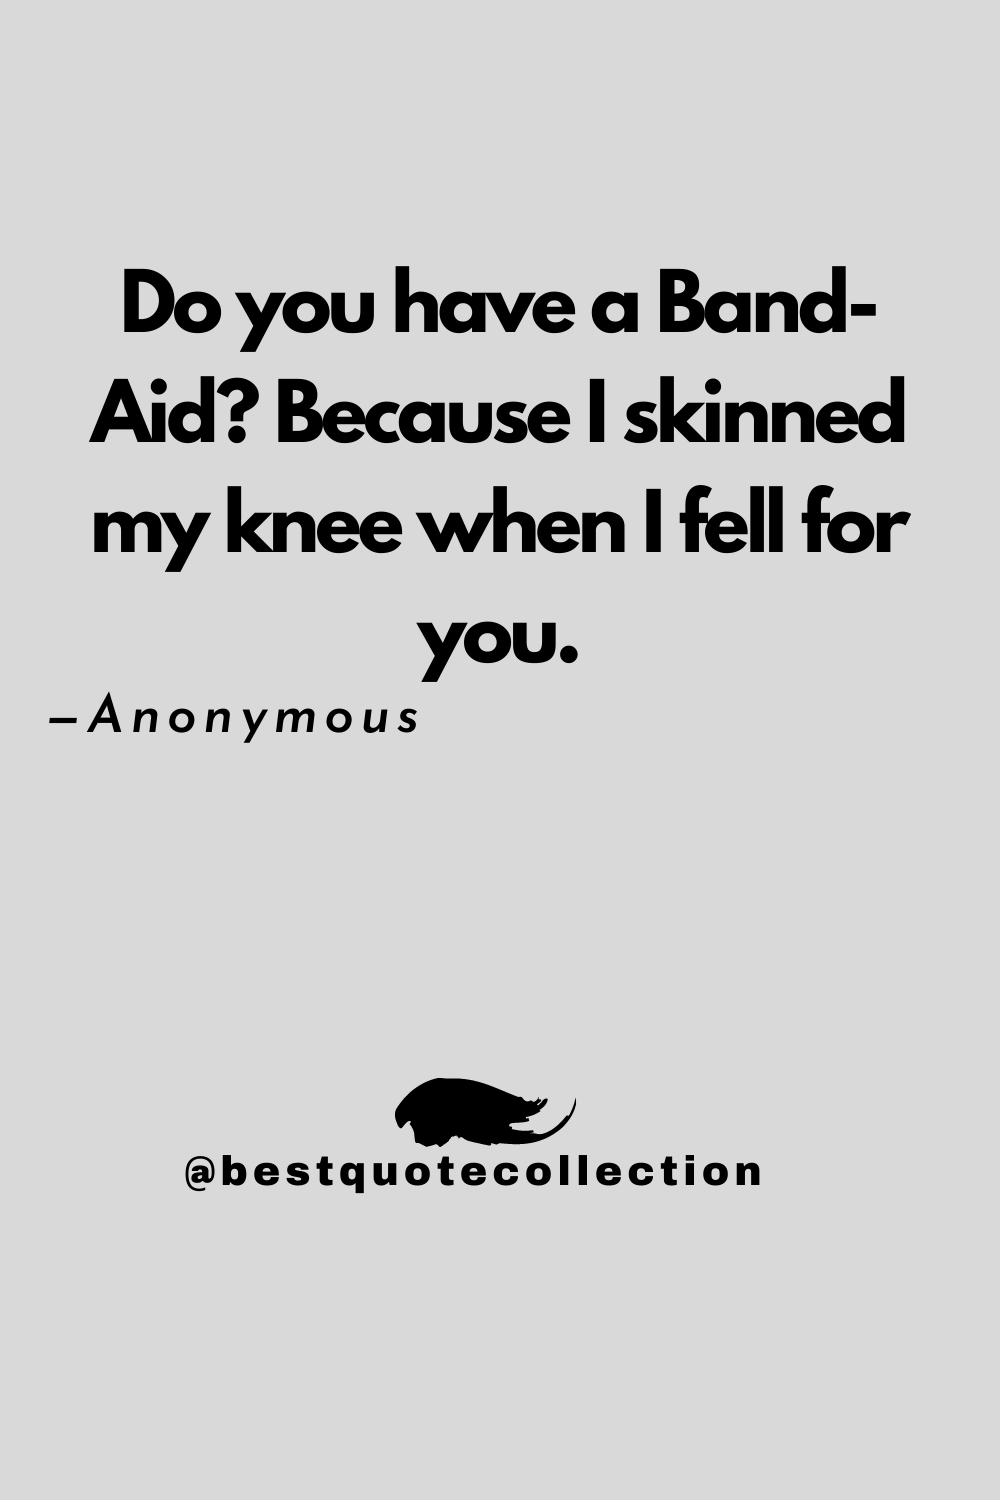 Do you have a Band-
Aid? Because I skinned
my knee when I fell for
you.
–Anonymous
@bestquotecollection